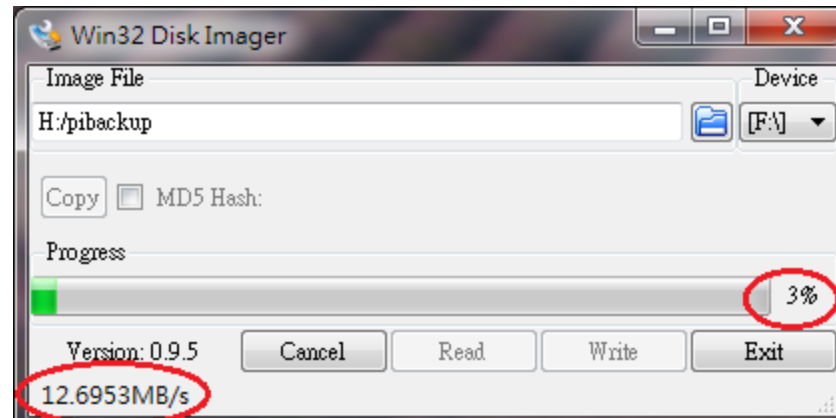 Win32 Disk Imager
Image File
Device
H:/pibackup
[F:\]
Copy
MD5 Hash:
Progress
3%
Version: 0.9.5
Cancel
Read
Write
Exit
12.6953MB/s